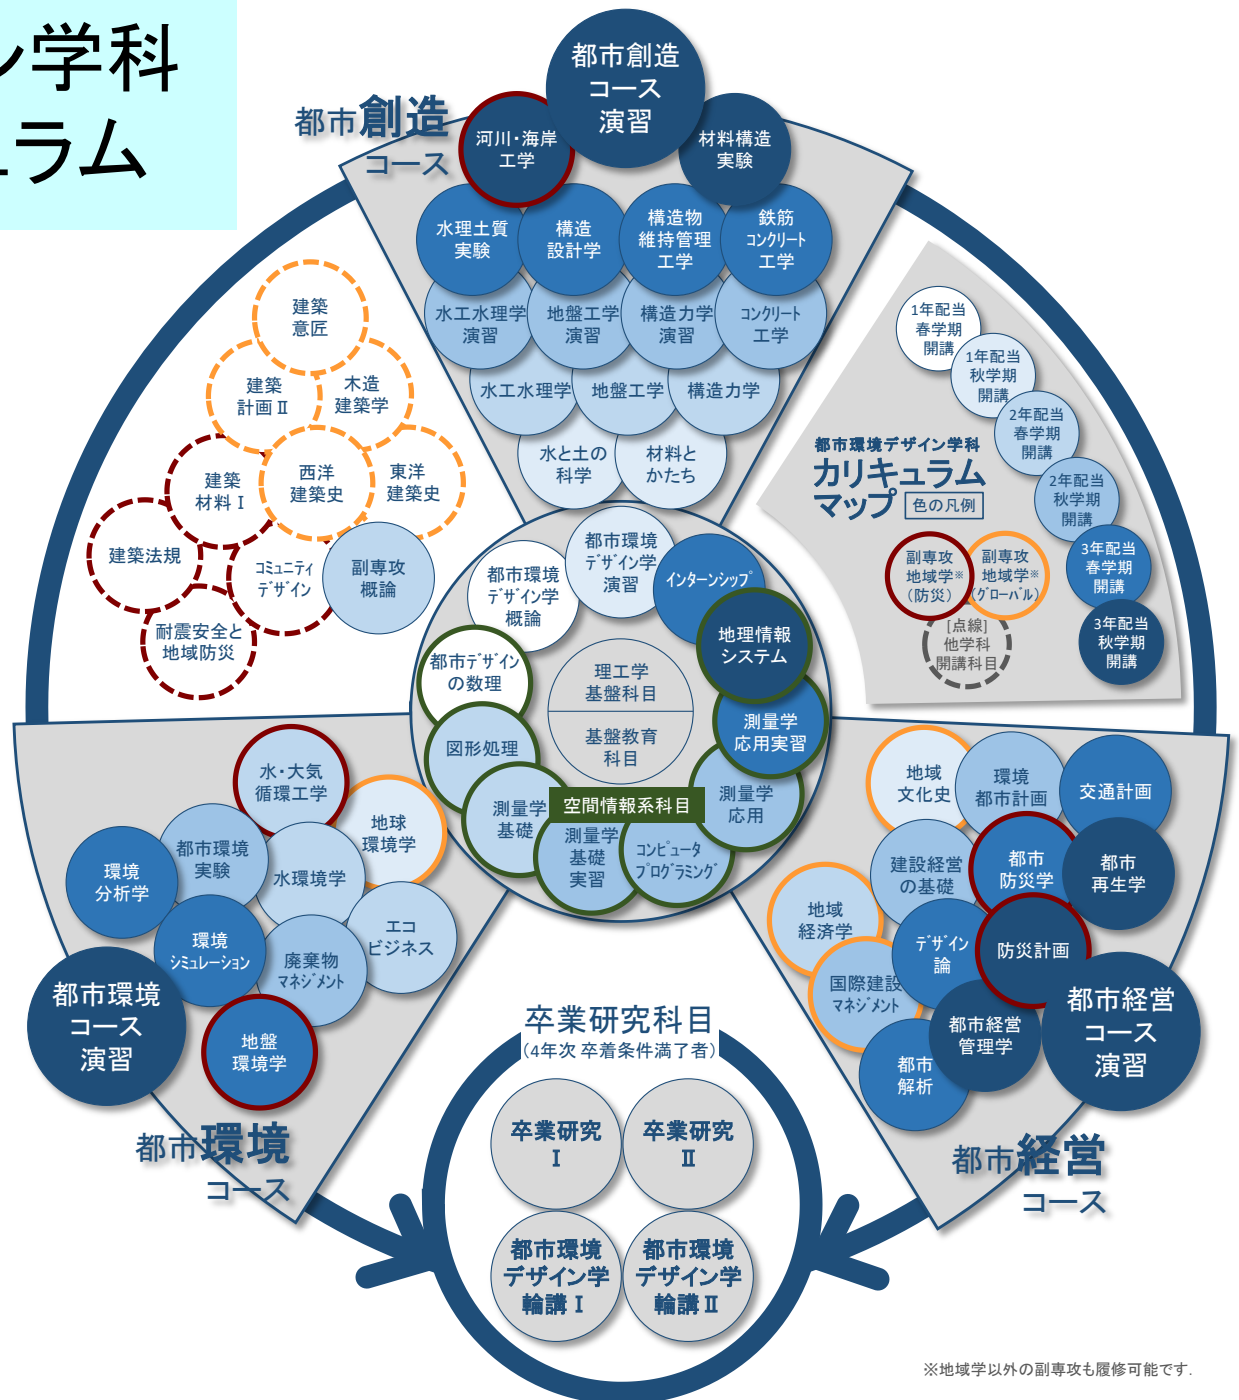 ン学科
ュラム
都市創造
コース
都市創造
コース
演習
河川・海岸
工学
材料構造
実験
水理土質
実験
構造
設計学
構造物
維持管理
工学
鉄筋
コンクリート
工学
水工水理学
演習
地盤工学
演習
構造力学
演習
コンクリート
工学
水工水理学
地盤工学
構造力学
水と土の
科学
材料と
かたち
建築
意匠
建築
計画Ⅱ
木造
建築学
建築
材料Ⅰ
西洋
建築史
東洋
建築史
建築法規
コミュニティ
デザイン
副専攻
概論
耐震安全と
地域防災
1年配当
春学期
開講
1年配当
秋学期
開講
2年配当
春学期
開講
2年配当
秋学期
開講
3年配当
春学期
開講
3年配当
秋学期
開講
都市環境デザイン学科
カリキュラム
マップ
色の凡例
副専攻
地域学※
(防災)
副専攻
地域学※
(グローバル)
[点線]
他学科
開講科目
都市環境
デザイン学
概論
都市環境
デザイン学
演習
インターンシップ
地理情報
システム
都市デザイン
の数理
理工学
基盤科目
基盤教育
科目
測量学
応用実習
図形処理
測量学
基礎
空間情報系科目
測量学
応用
測量学
基礎
実習
コンピュータ
プログラミング
水・大気
循環工学
地球
環境学
都市環境
実験
環境
分析学
水環境学
エコ
ビジネス
環境
シミュレーション
廃棄物
マネジメント
都市環境
コース
演習
地盤
環境学
都市環境
コース
地域
文化史
環境
都市計画
交通計画
建設経営
の基礎
都市
防災学
都市
再生学
地域
経済学
デザイン
論
防災計画
国際建設
マネジメント
都市経営
コース
演習
都市経営
管理学
都市
解析
都市経営
コース
卒業研究科目
(4年次 卒着条件満了者)
卒業研究
Ⅰ
卒業研究
Ⅱ
都市環境
デザイン学
輪講Ⅰ
都市環境
デザイン学
輪講Ⅱ
※地域学以外の副専攻も履修可能です.